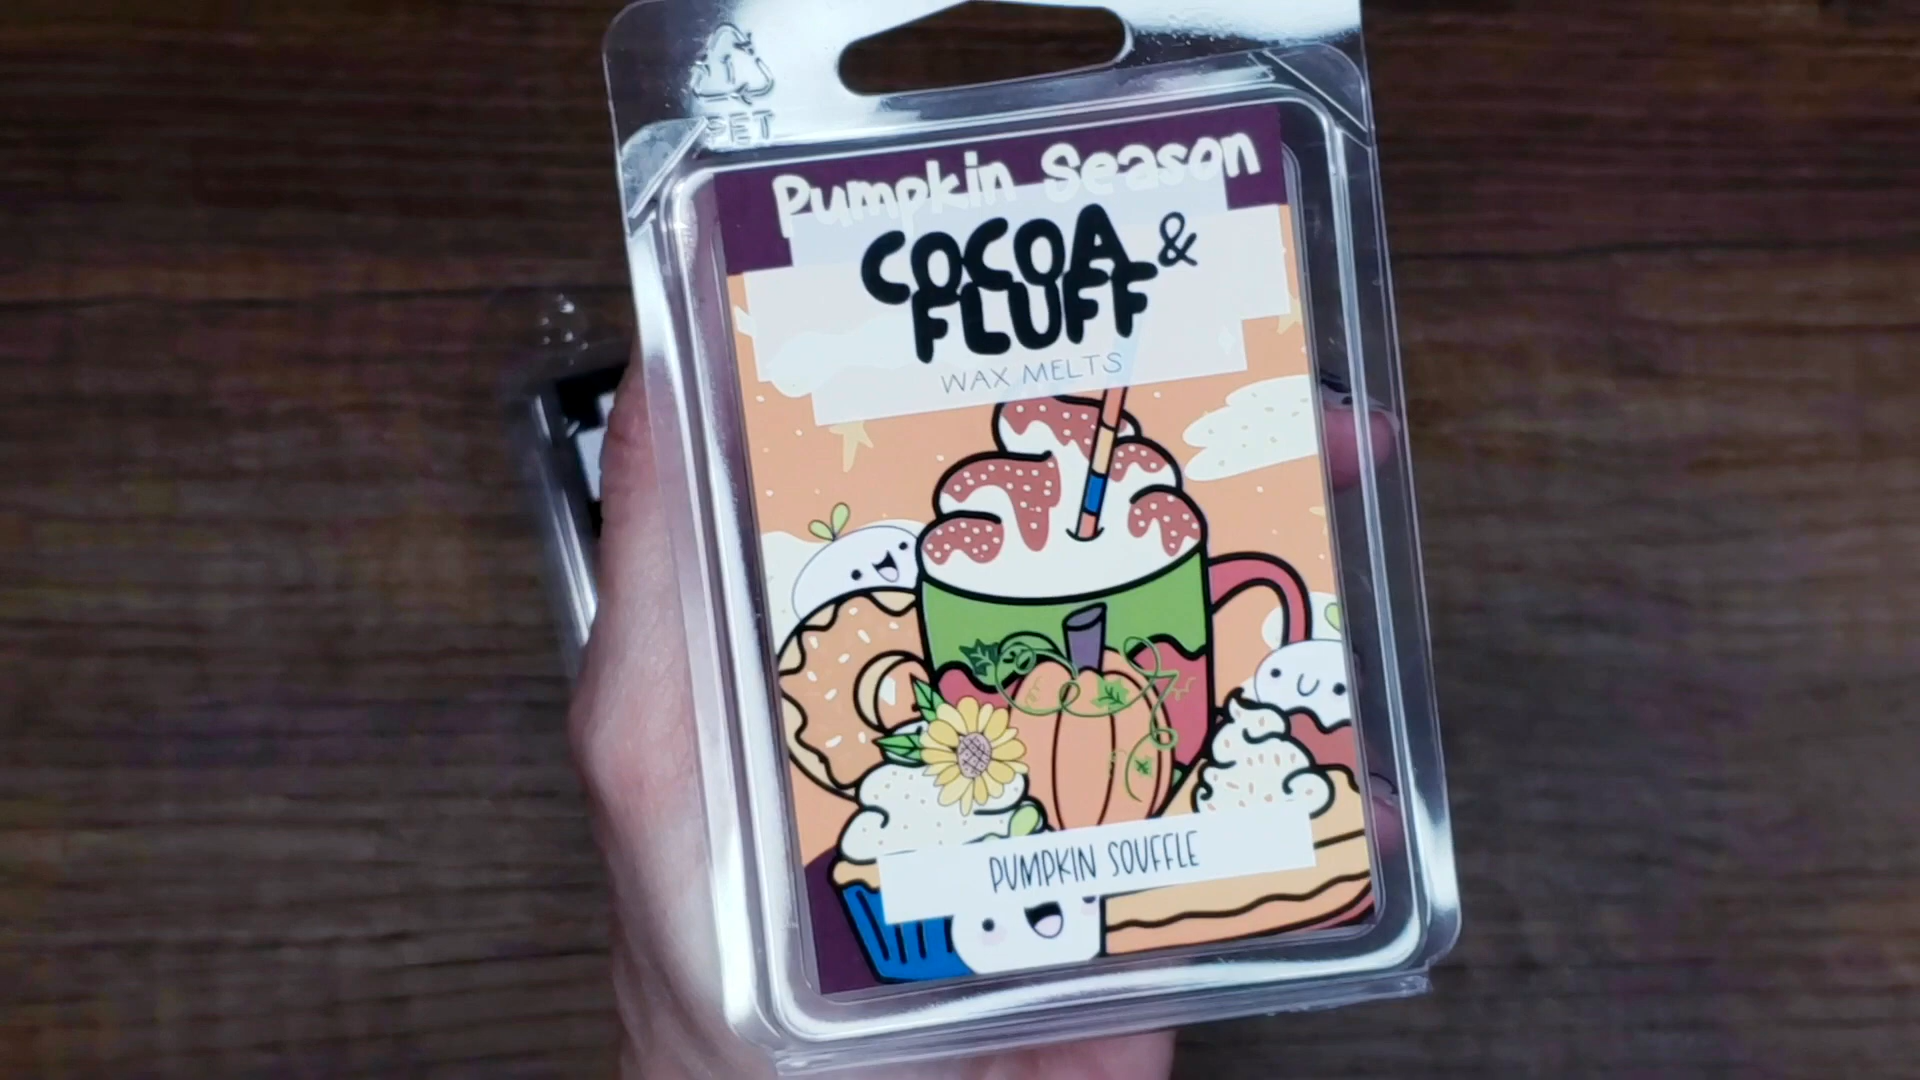 PET
Pumpkin Season
COCOA &
FLUFF
WAX MELTS
PUMPKIN SOUFFLE